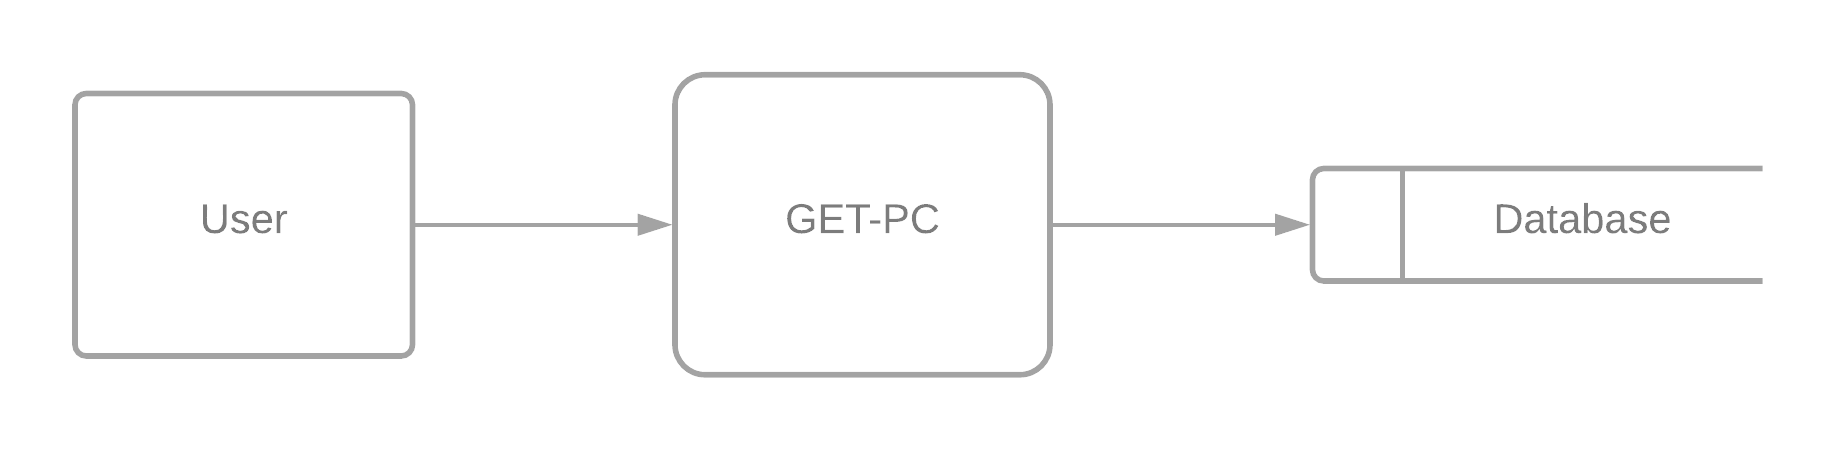 User
GET-PC
Database